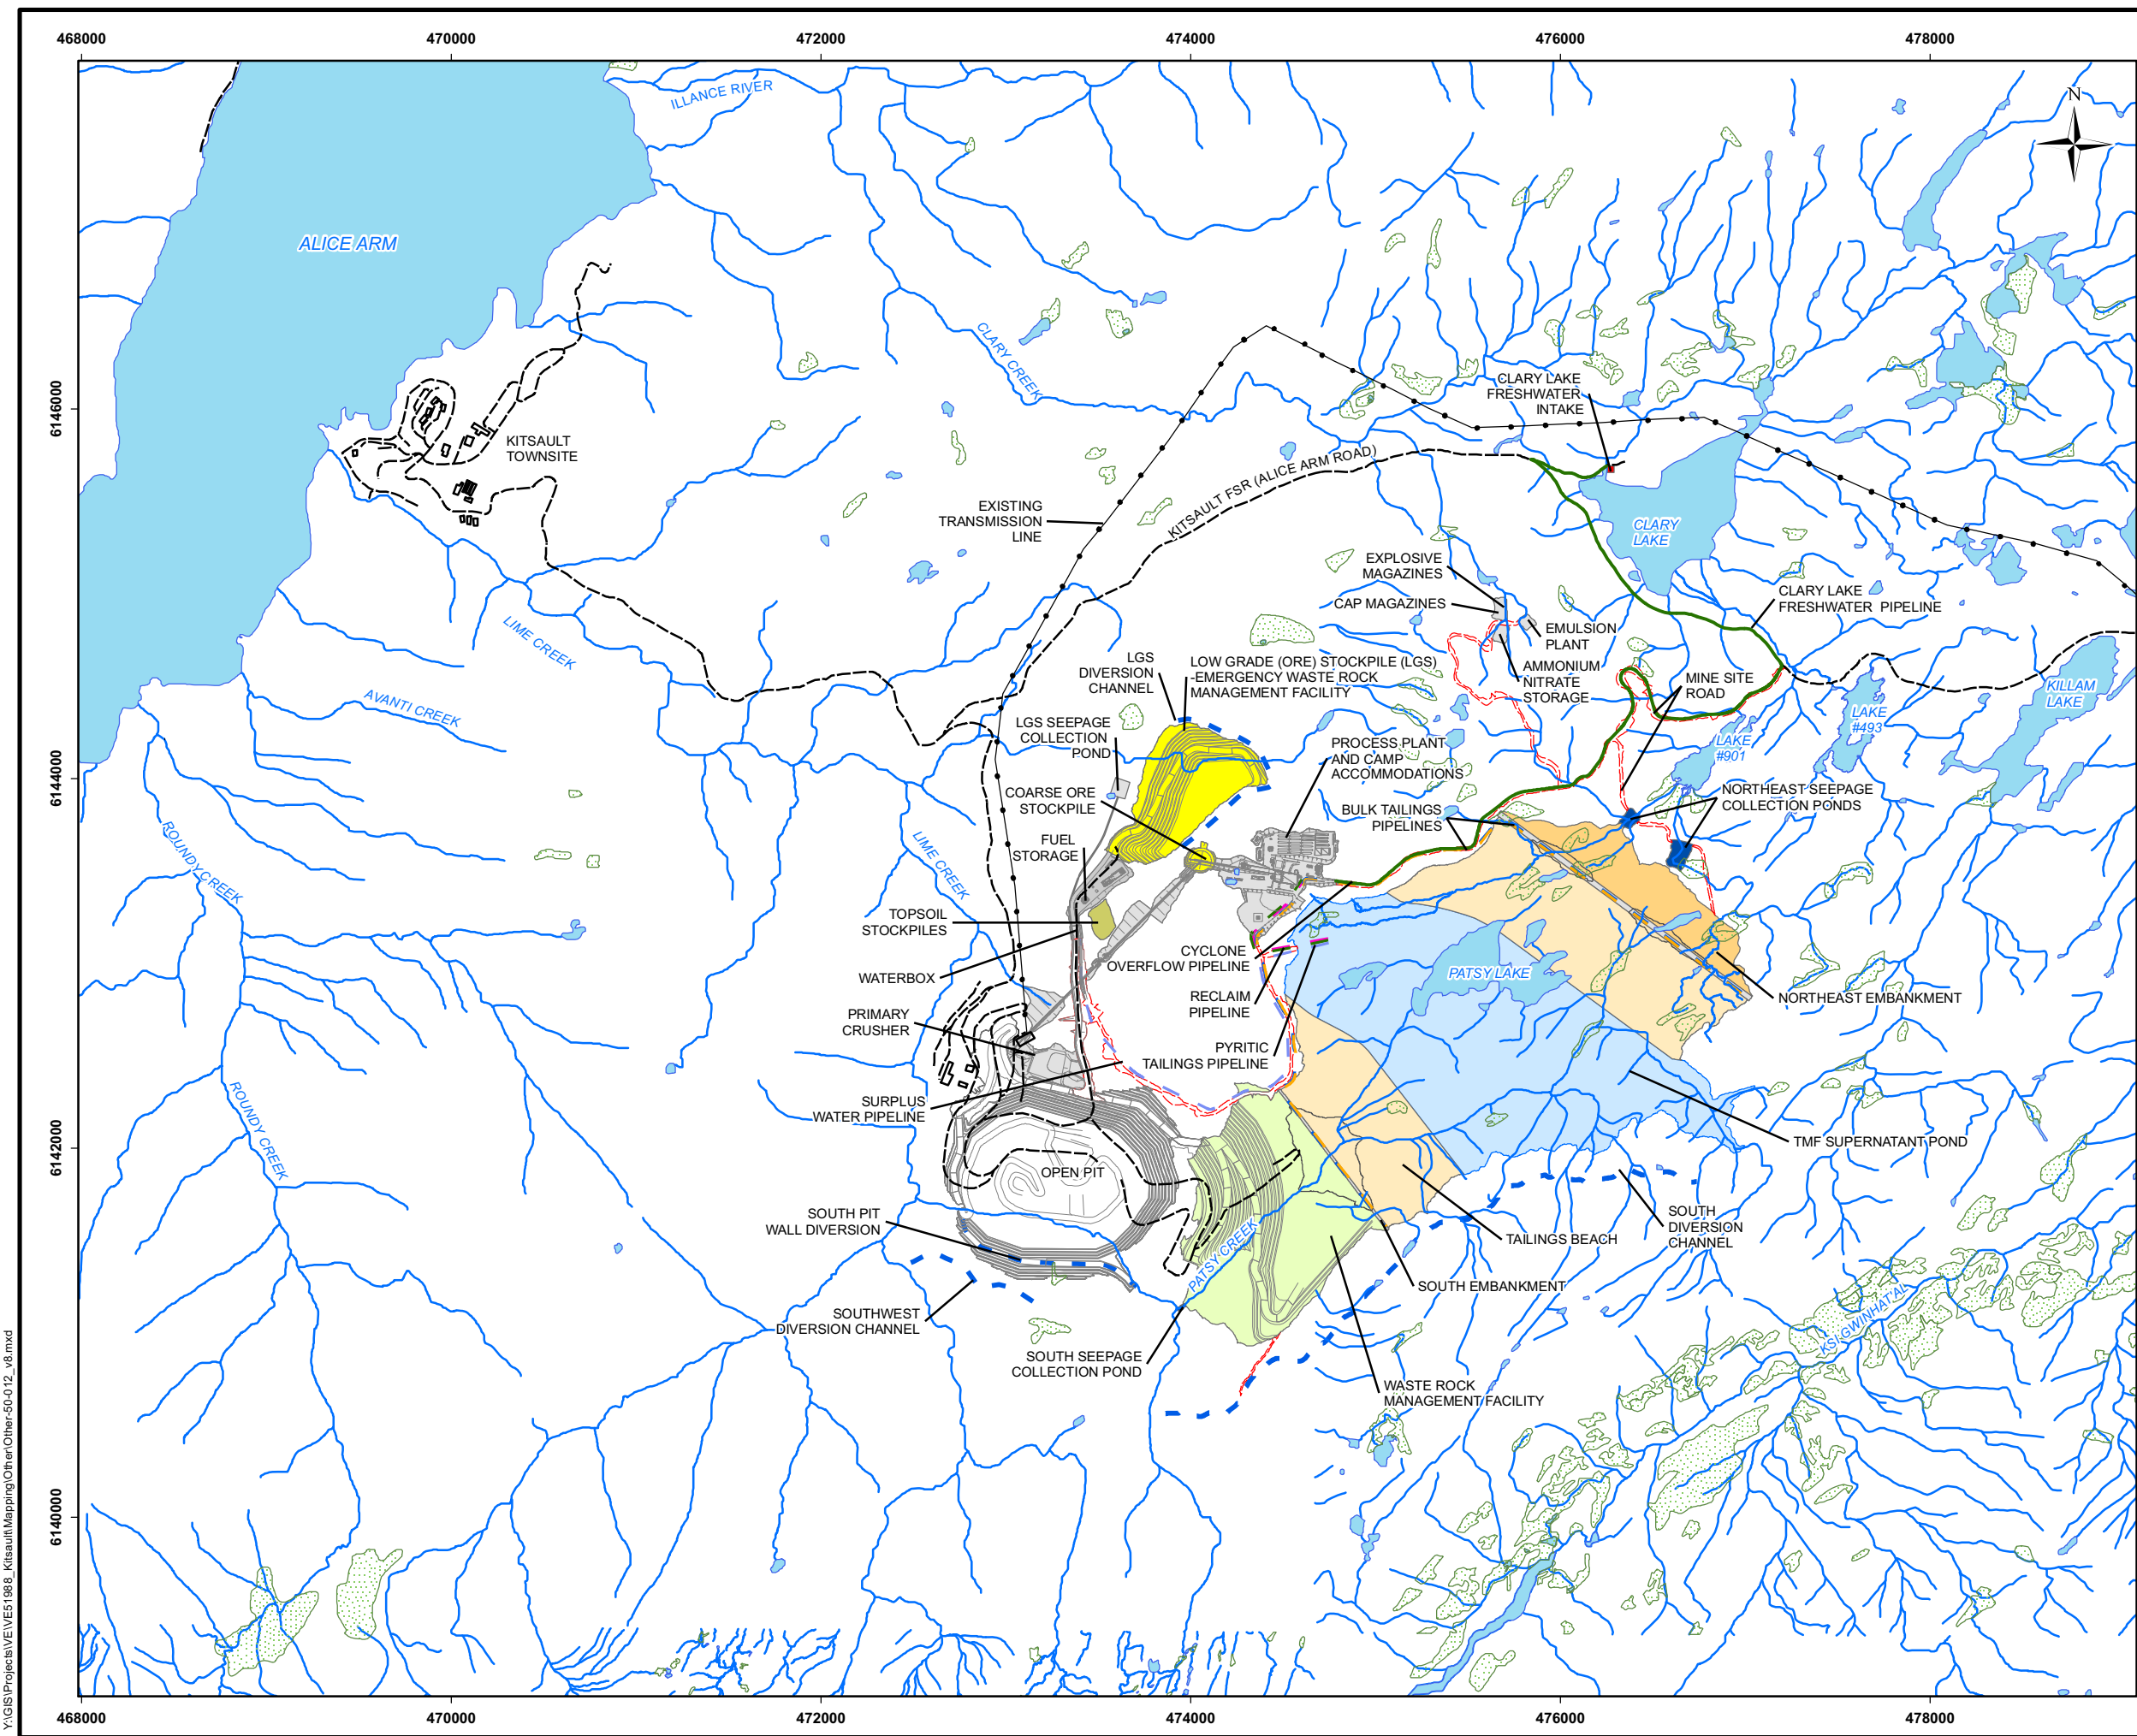 468000
470000
472000
474000
476000
478000
ILLANCE RIVER
N
ALICE ARM
CLARY CREEK
6146000
CLARY LAKE
FRESHWATER
INTAKE
KITSAULT
TOWNSITE
KITSAULT FSR (ALICE ARM ROAD)
EXISTING
TRANSMISSION
LINE
CLARY
LAKE
EXPLOSIVE
MAGAZINES
CAP MAGAZINES
CLARY LAKE
FRESHWATER PIPELINE
EMULSION
PLANT
LIME CREEK
AMMONIUM
NITRATE
STORAGE
LGS
DIVERSION
CHANNEL
LOW GRADE (ORE) STOCKPILE (LGS)
-EMERGENCY WASTE ROCK
MANAGEMENT FACILITY
MINE SITE
ROAD
KILLAM
LAKE
AVANTI CREEK
LAKE
#493
LGS SEEPAGE
COLLECTION
POND
LAKE
#901
PROCESS PLANT
AND CAMP
ACCOMMODATIONS
6144000
COARSE ORE
STOCKPILE
BULK TAILINGS
PIPELINES
NORTHEAST SEEPAGE
COLLECTION PONDS
ROUNDY CREEK
LIME CREEK
FUEL
STORAGE
TOPSOIL
STOCKPILES
CYCLONE
OVERFLOW PIPELINE
WATERBOX
PATSY LAKE
RECLAIM
PIPELINE
NORTHEAST EMBANKMENT
PRIMARY
CRUSHER
PYRITIC
TAILINGS PIPELINE
ROUNDY CREEK
SURPLUS
WATER PIPELINE
6142000
TMF SUPERNATANT POND
OPEN PIT
SOUTH PIT
WALL DIVERSION
PATSY CREEK
SOUTH
DIVERSION
CHANNEL
TAILINGS BEACH
SOUTH EMBANKMENT
SOUTHWEST
DIVERSION CHANNEL
KSI GWINHAT'AL
SOUTH SEEPAGE
COLLECTION POND
WASTE ROCK
MANAGEMENT FACILITY
6140000
Y:\GIS\Projects\VE\VE51988_Kitsault\Mapping\Other\Other-50-012_v8.mxd
468000
470000
472000
474000
476000
478000